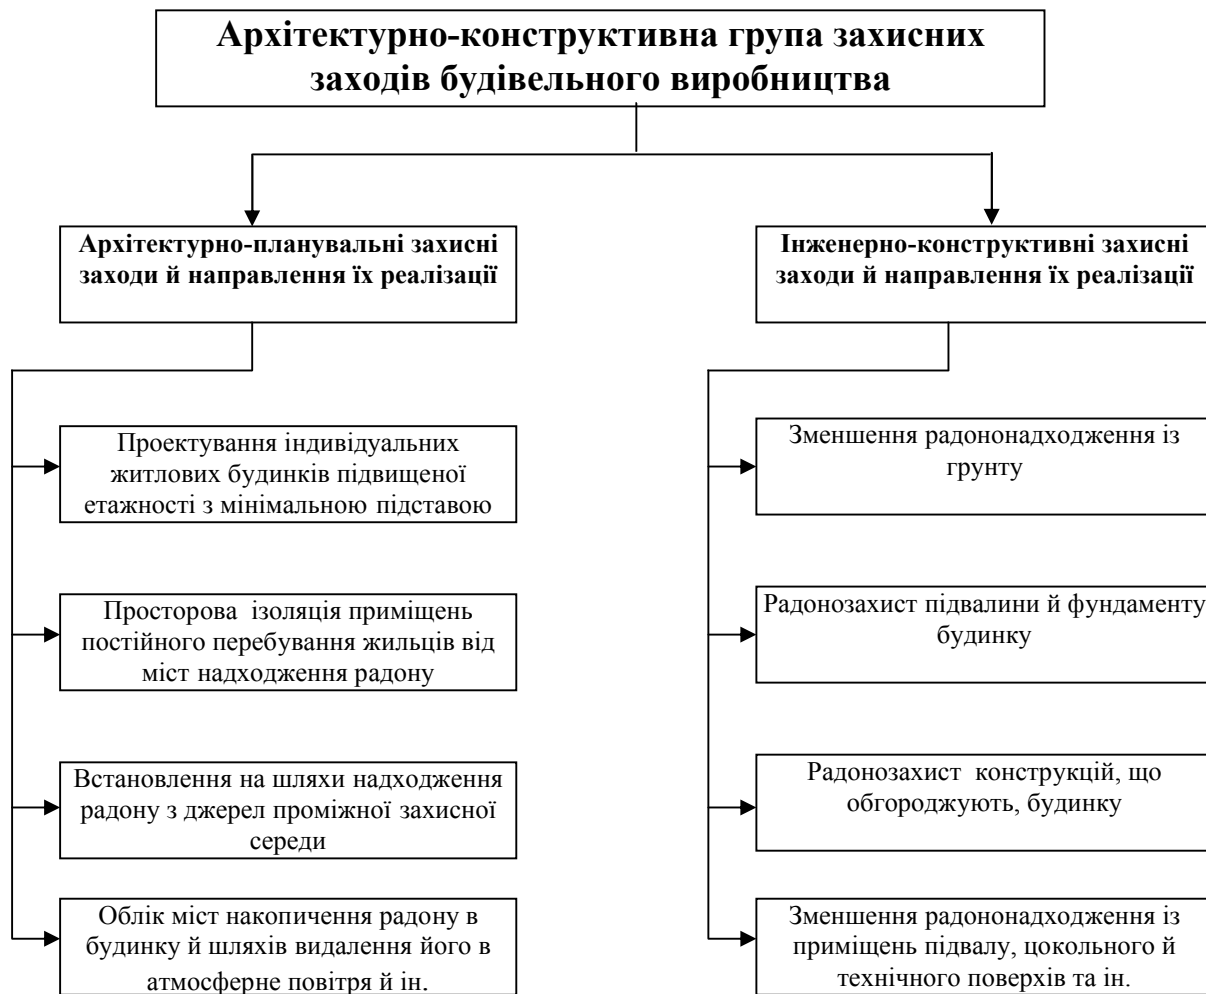 Архітектурно-конструктивна група захисних
заходів будівельного виробництва
Архітектурно-планувальні захисні
заходи й направлення їх реалізації
Інженерно-конструктивні захисні
заходи й направлення їх реалізації
Проектування індивідуальних
житлових будинків підвищеної
етажності з мінімальною підставою
Зменшення радононадходження із
грунту
Просторова ізоляція приміщень
постійного перебування жильців від
міст надходження радону
Радонозахист підвалини й фундаменту
будинку
Встановлення на шляхи надходження
радону з джерел проміжної захисної
середи
Радонозахист конструкцій, що
обгороджують, будинку
Облік міст накопичення радону в
будинку й шляхів видалення його в
атмосферне повітря й ін.
Зменшення радононадходження із
приміщень підвалу, цокольного й
технічного поверхів та ін.